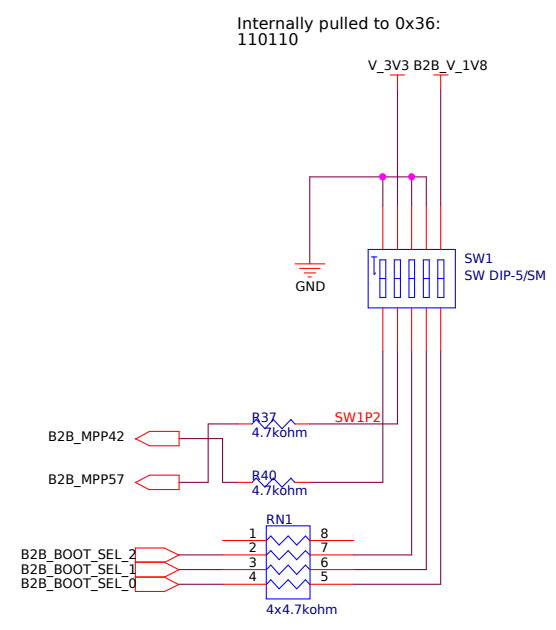 Internally pulled to 0x36:
110110
V_3V3 B2B_V_1V8
SW1
SW DIP-5/SM
GND
R37
4.7kohm
SW1P2
B2B_MPP42
B2B_MPP57
R40
4.7kohm
RN1
1 8
2 7
3 6
4 5
B2B_BOOT_SEL_2
B2B_BOOT_SEL_1
B2B_BOOT_SEL_0
4x4.7kohm